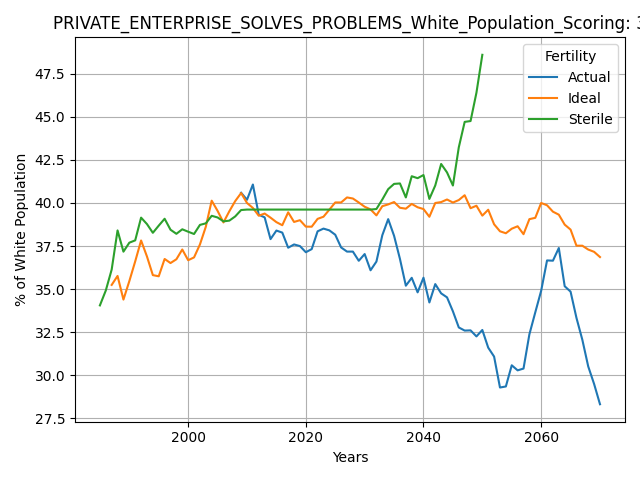 PRIVATE_ENTERPRISE_SOLVES_PROBLEMS_White_Population_Scoring: 3
Fertility
Actual
Ideal
Sterile
% of White Population
47.5
45.0
42.5
40.0
37.5
35.0
32.5
30.0
27.5
2000
2020
2040
2060
Years